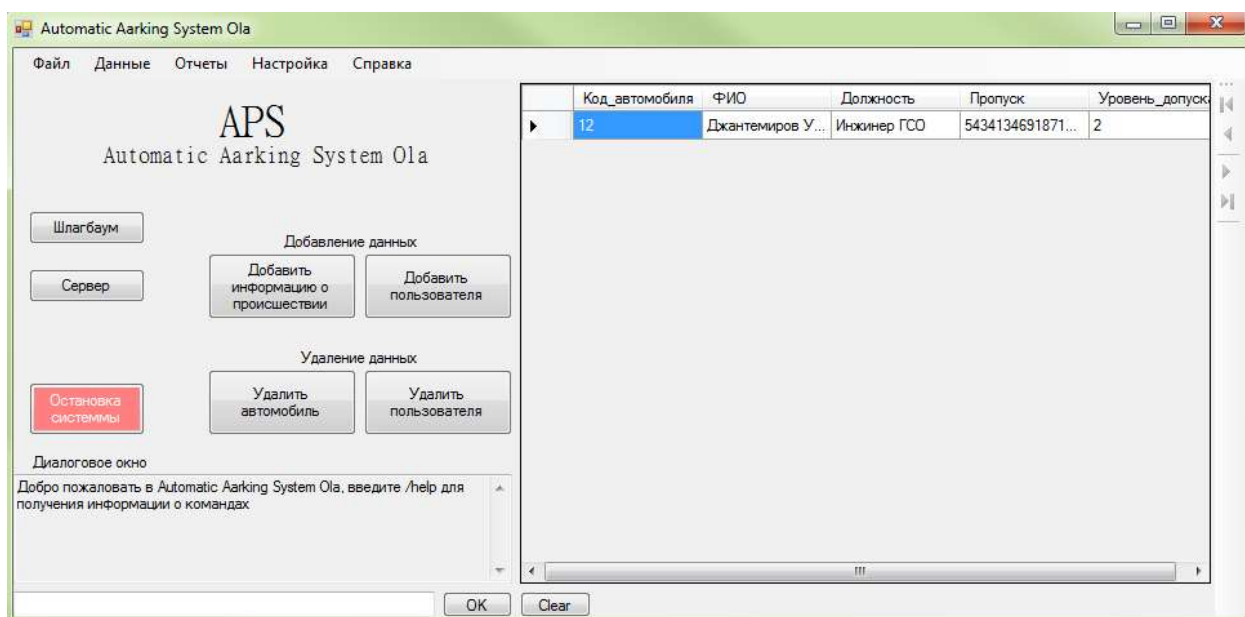 Automatic Aarking System Ola
Файл Данные Отчеты Настройка Справка
APS
Automatic Aarking System Ola
Шлагбаум
Сервер
Добавление данных
Добавить
информацию о
происшествии
Добавить
пользователя
Удаление данных
Остановка
системмы
Удалить
автомобиль
Удалить
пользователя
Диалоговое окно
Добро пожаловать в Automatic Aarking System Ola, введите /help для
получения информации о командах
OK
Clear
Код_автомобиля ФИО Должность Пропуск Уровень_допуска
12 Джантемиров У... Инжинер ГСО 5434134691871... 2